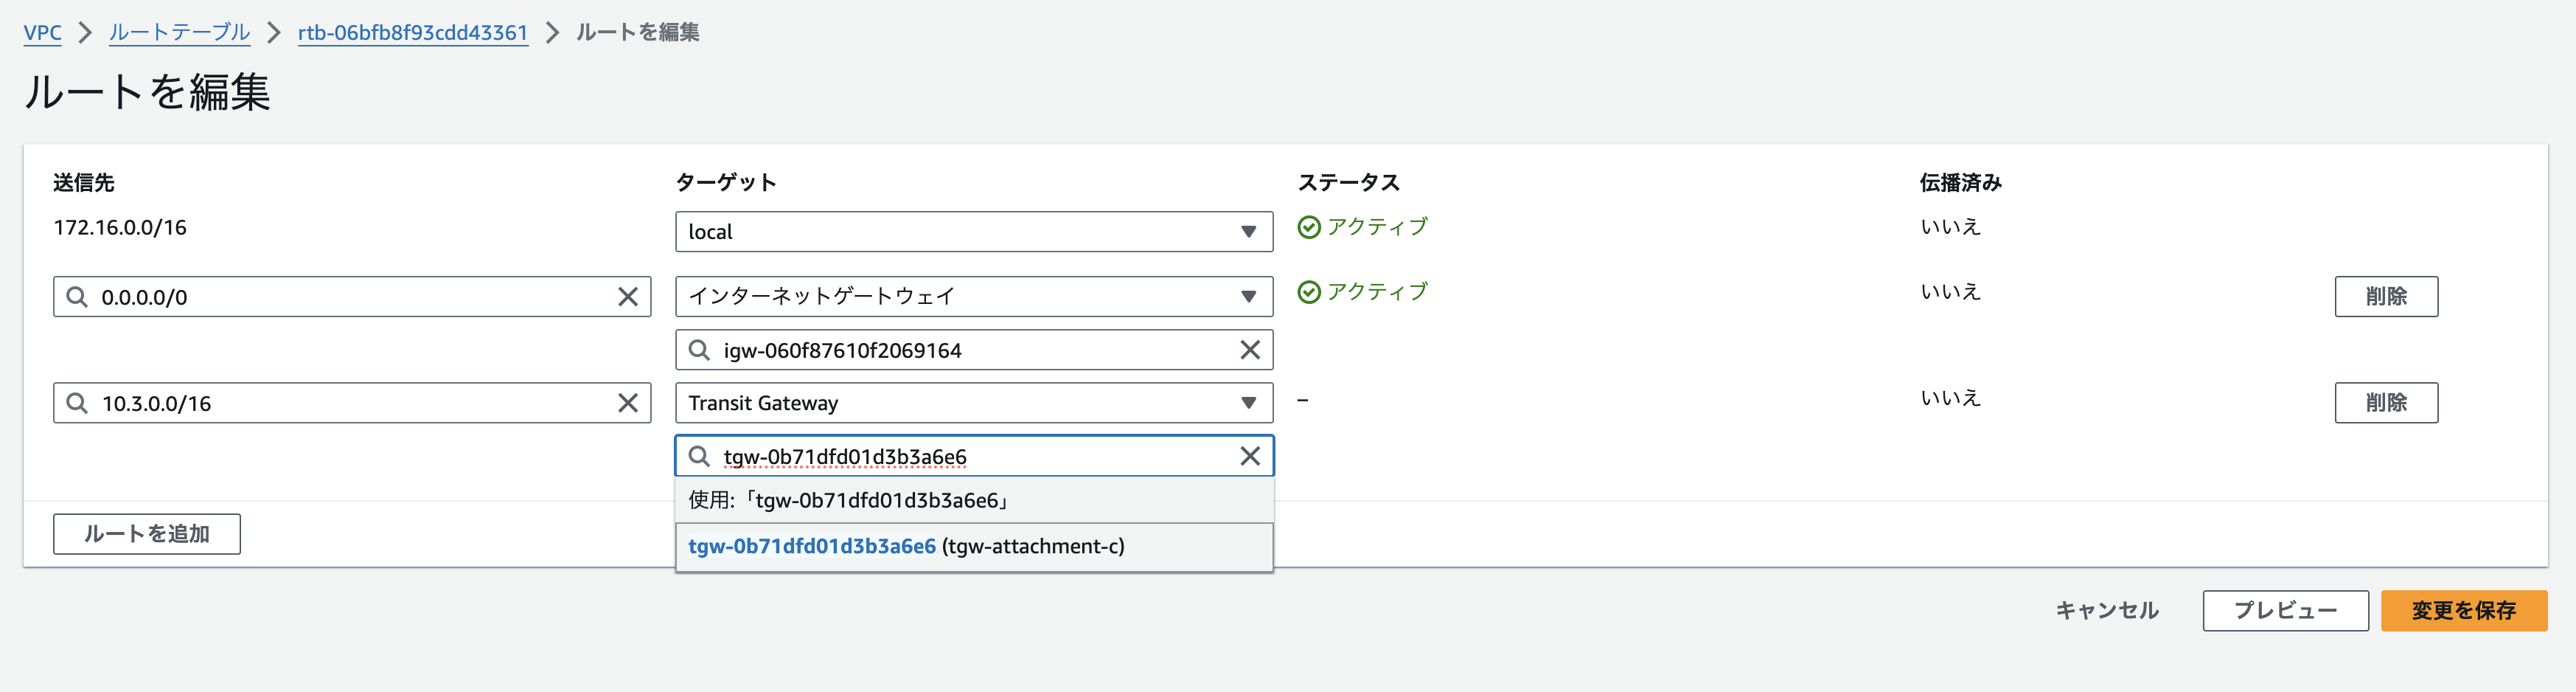 VPC > ルートテーブル > rtb-06bfb8f93cdd43361 > ルートを編集
ルートを編集
送信先 ターゲット ステータス 伝播済み
172.16.0.0/16 local アクティブ いいえ
0.0.0.0/0 インターネットゲートウェイ アクティブ いいえ 削除
igw-060f87610f2069164
10.3.0.0/16 Transit Gateway – いいえ 削除
tgw-0b71dfd01d3b3a6e6
使用:「tgw-0b71dfd01d3b3a6e6」
ルートを追加 tgw-0b71dfd01d3b3a6e6 (tgw-attachment-c)
キャンセル プレビュー 変更を保存